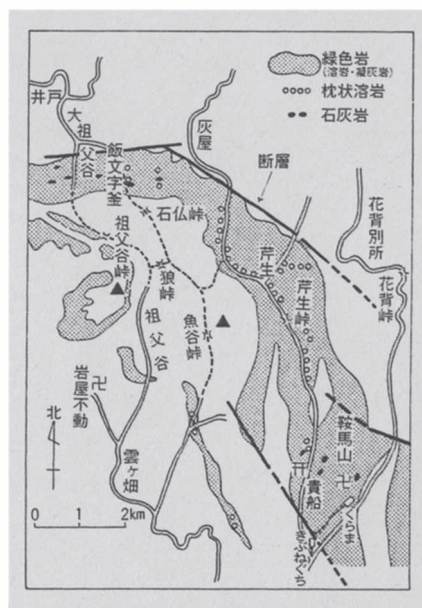 緑色岩
(溶岩・凝灰岩)
枕状溶岩
石灰岩
井戸
大祖父谷
飯文字釜
灰屋
断層
花背別所
花背峠
石仏峠
祖父谷峠
狼峠
祖父谷
魚谷峠
芹生
芹生峠
岩屋不動
卍
雲ヶ畑
鞍馬山
卍
貴船
くらま
きぶねぐち
北
0 1 2km